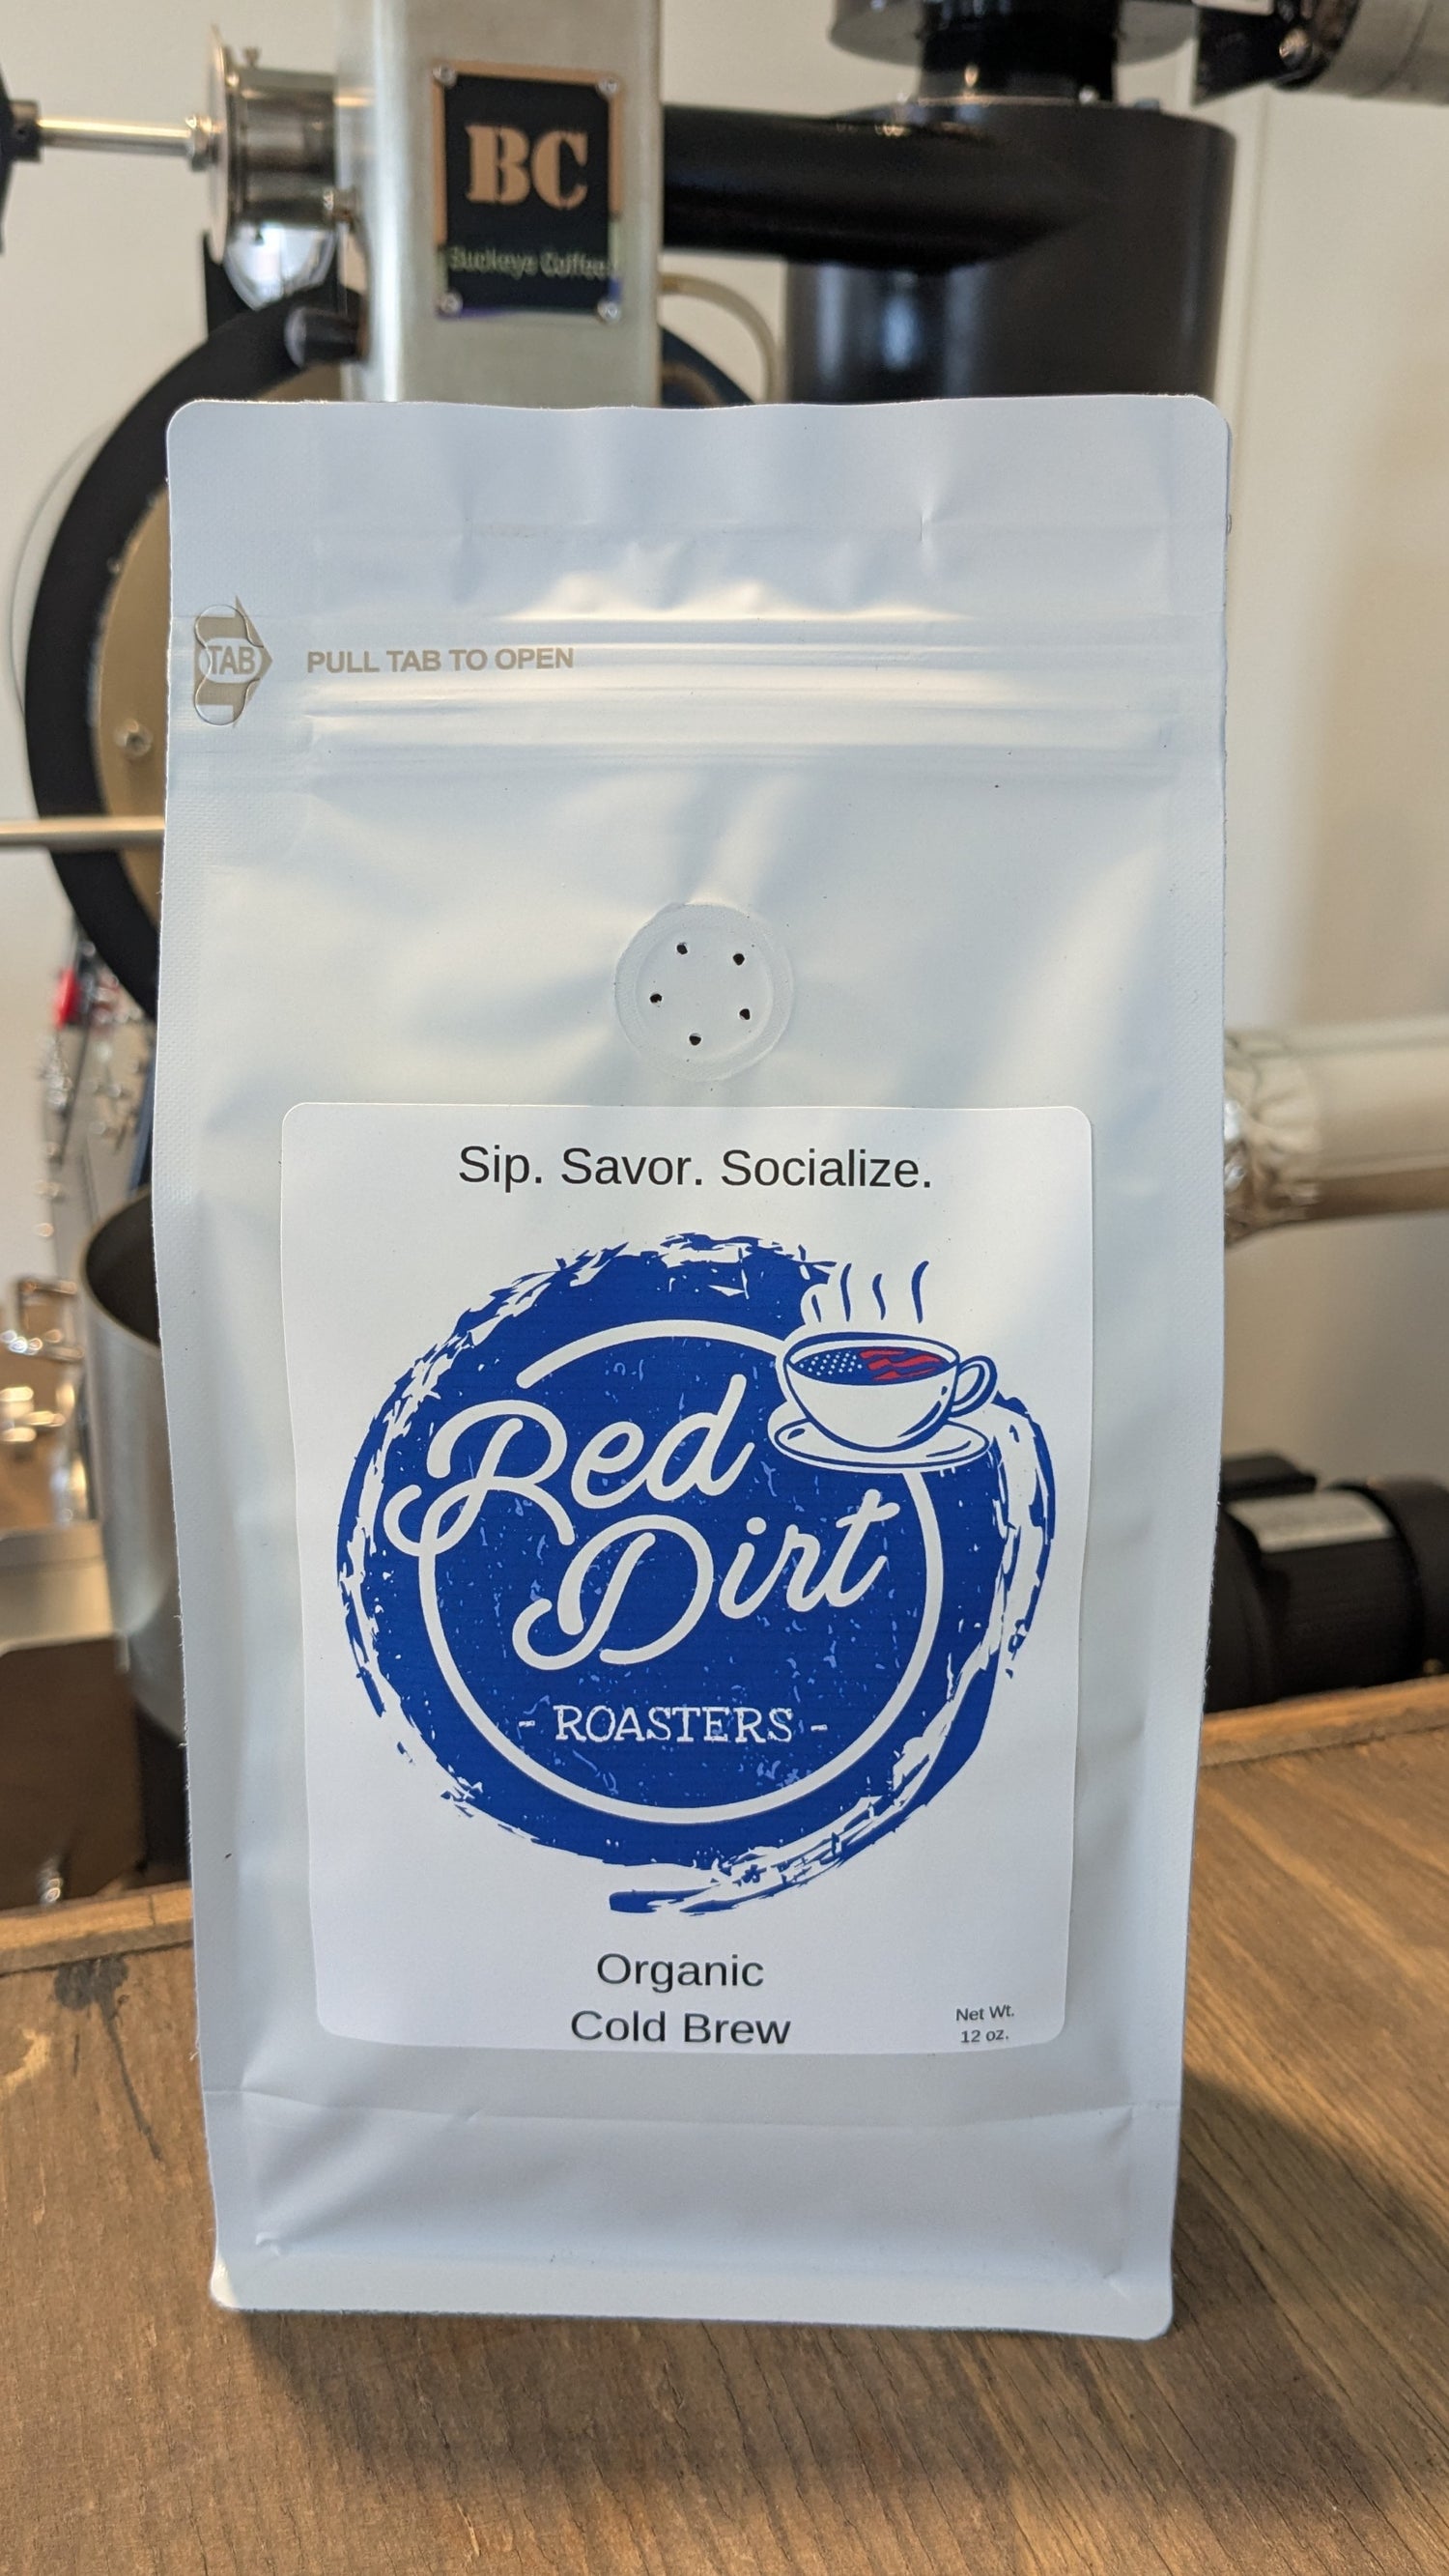 BC
Buckeye Coffee
TAB
PULL TAB TO OPEN
Sip. Savor. Socialize.
Red
Dirt
- ROASTERS -
Organic
Cold Brew
Net Wt.
12 oz.